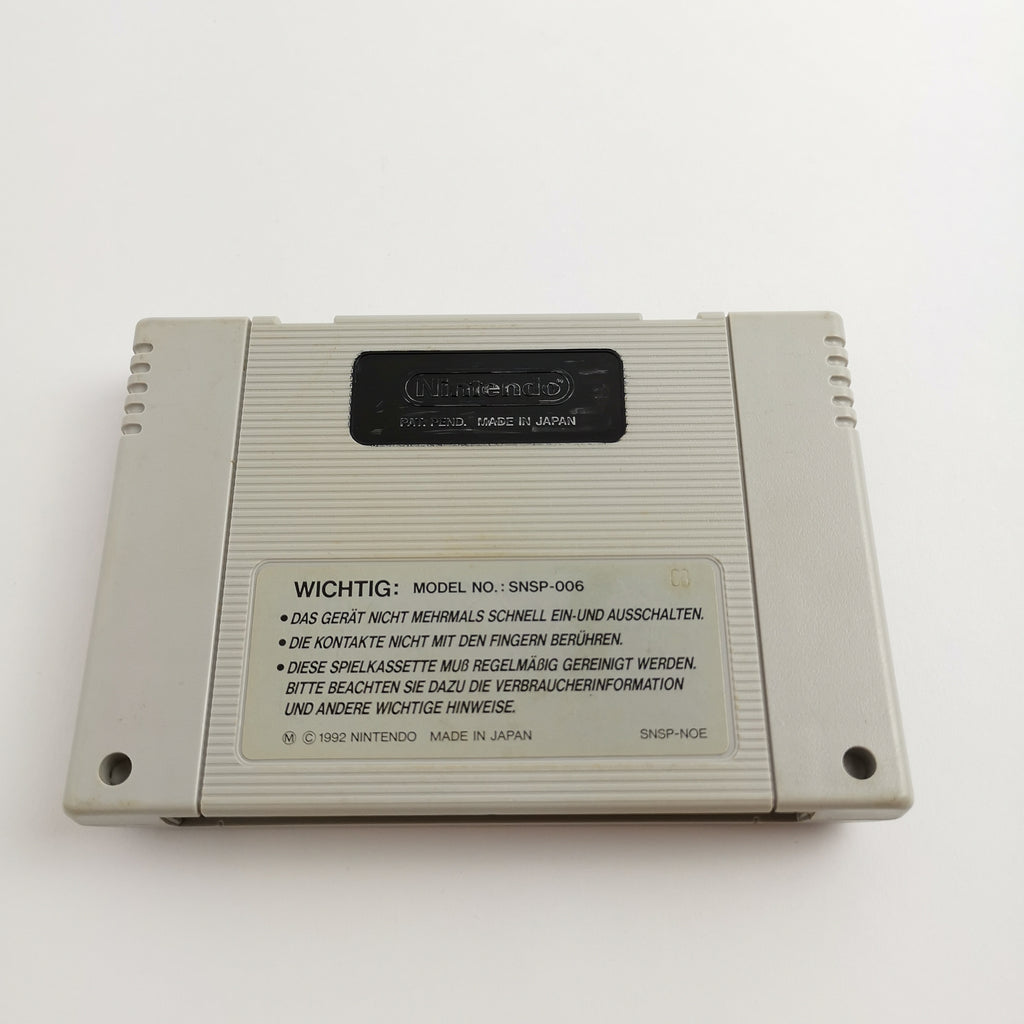 Nintendo
PAT. PEND. MADE IN JAPAN
WICHTIG: MODEL NO.: SNSP-006
• DAS GERÄT NICHT MEHRMALS SCHNELL EIN-UND AUSSCHALTEN.
• DIE KONTAKTE NICHT MIT DEN FINGERN BERÜHREN.
• DIESE SPIELKASSETTE MUß REGELMÄßIG GEREINIGT WERDEN.
BITTE BEACHTEN SIE DAZU DIE VERBRAUCHERINFORMATION
UND ANDERE WICHTIGE HINWEISE.
Ⓜ © 1992 NINTENDO MADE IN JAPAN SNSP-NOE